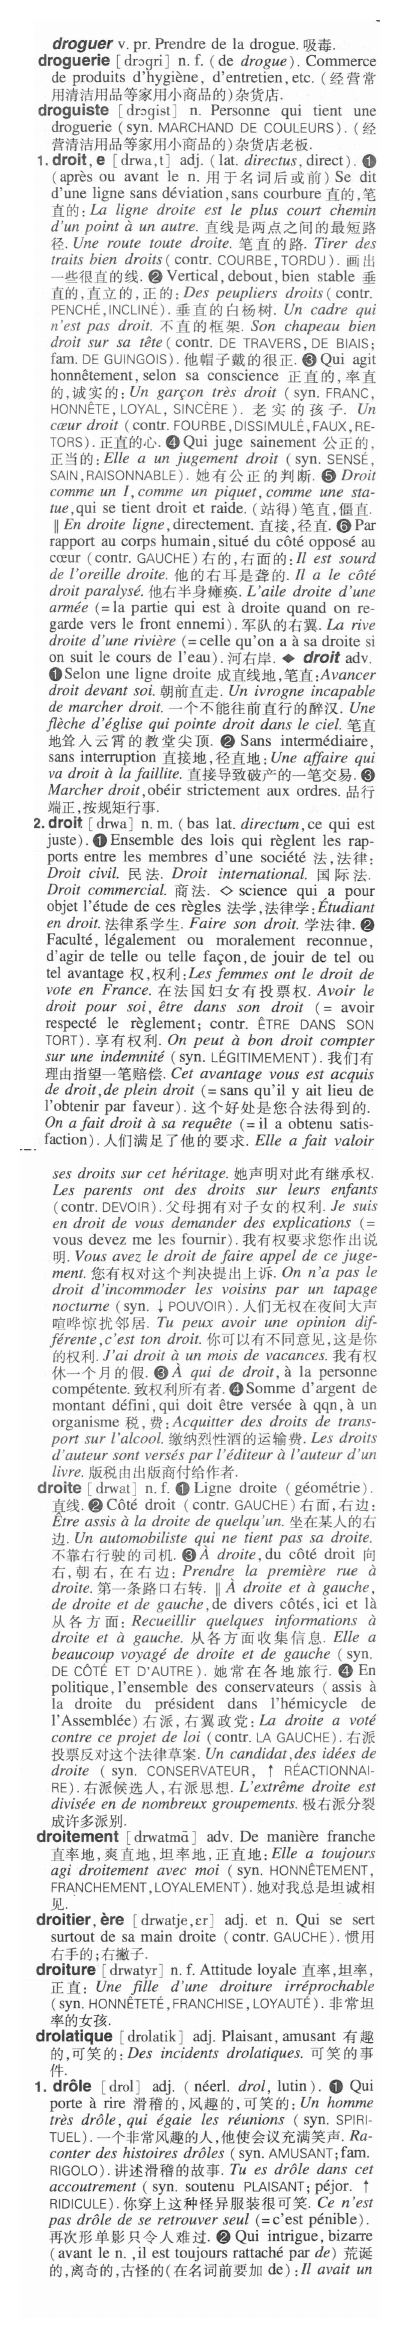 droguer v. pr. Prendre de la drogue. 吸毒.
droguerie [drɔgri] n. f. (de drogue). Commerce
de produits d'hygiène, d'entretien, etc. (经营常
用清洁用品等家用小商品的)杂货店.
droguiste [drɔgist] n. Personne qui tient une
droguerie (syn. MARCHAND DE COULEURS). (经
营清洁用品等家用小商品的)杂货店老板.
1. droit, e [drwa,t] adj. (lat. directus, direct). ❶
(après ou avant le n. 用于名词后或前) Se dit
d'une ligne sans déviation, sans courbure 直的,笔
直的: La ligne droite est le plus court chemin
d'un point à un autre. 直线是两点之间的最短路
径. Une route toute droite. 笔直的路. Tirer des
traits bien droits (contr. COURBE, TORDU). 画出
一些很直的线. ❷ Vertical, debout, bien stable 垂
直的,直立的,正的: Des peupliers droits (contr.
PENCHÉ, INCLINÉ). 垂直的白杨树. Un cadre qui
n'est pas droit. 不直的框架. Son chapeau bien
droit sur sa tête (contr. DE TRAVERS, DE BIAIS;
fam. DE GUINGOIS). 他帽子戴的很正. ❸ Qui agit
honnêtement, selon sa conscience 正直的,率直
的,诚实的: Un garçon très droit (syn. FRANC,
HONNÊTE, LOYAL, SINCÈRE). 老实的孩子. Un
cœur droit (contr. FOURBE, DISSIMULÉ, FAUX, RE-
TORS). 正直的心. ❹ Qui juge sainement 公正的,
正当的: Elle a un jugement droit (syn. SENSÉ,
SAIN, RAISONNABLE). 她有公正的判断. ❺ Droit
comme un I, comme un piquet, comme une sta-
tue, qui se tient droit et raide. (站得)笔直,僵直.
‖ En droite ligne, directement. 直接,径直. ❻ Par
rapport au corps humain, situé du côté opposé au
cœur (contr. GAUCHE) 右的,右面的: Il est sourd
de l'oreille droite. 他的右耳是聋的. Il a le côté
droit paralysé. 他右半身瘫痪. L'aile droite d'une
armée (= la partie qui est à droite quand on re-
garde vers le front ennemi). 军队的右翼. La rive
droite d'une rivière (= celle qu'on a à sa droite si
on suit le cours de l'eau). 河右岸. ◆ droit adv.
❶ Selon une ligne droite 成直线地,笔直: Avancer
droit devant soi. 朝前直走. Un ivrogne incapable
de marcher droit. 一个不能往前直行的醉汉. Une
flèche d'église qui pointe droit dans le ciel. 笔直
地耸入云霄的教堂尖顶. ❷ Sans intermédiaire,
sans interruption 直接地,径直地: Une affaire qui
va droit à la faillite. 直接导致破产的一笔交易. ❸
Marcher droit, obéir strictement aux ordres. 品行
端正,按规矩行事.
2. droit [drwa] n. m. (bas lat. directum, ce qui est
juste). ❶ Ensemble des lois qui règlent les rap-
ports entre les membres d'une société 法,法律:
Droit civil. 民法. Droit international. 国际法.
Droit commercial. 商法. ◇ science qui a pour
objet l'étude de ces règles 法学,法律学: Étudiant
en droit. 法律系学生. Faire son droit. 学法律. ❷
Faculté, légalement ou moralement reconnue,
d'agir de telle ou telle façon, de jouir de tel ou
tel avantage 权,权利: Les femmes ont le droit de
vote en France. 在法国妇女有投票权. Avoir le
droit pour soi, être dans son droit (= avoir
respecté le règlement; contr. ÊTRE DANS SON
TORT). 享有权利. On peut à bon droit compter
sur une indemnité (syn. LÉGITIMEMENT). 我们有
理由指望一笔赔偿. Cet avantage vous est acquis
de droit, de plein droit (= sans qu'il y ait lieu de
l'obtenir par faveur). 这个好处是您合法得到的.
On a fait droit à sa requête (= il a obtenu satis-
faction). 人们满足了他的要求. Elle a fait valoir
ses droits sur cet héritage. 她声明对此有继承权.
Les parents ont des droits sur leurs enfants
(contr. DEVOIR). 父母拥有对子女的权利. Je suis
en droit de vous demander des explications (=
vous devez me les fournir). 我有权要求您作出说
明. Vous avez le droit de faire appel de ce juge-
ment. 您有权对这个判决提出上诉. On n'a pas le
droit d'incommoder les voisins par un tapage
nocturne (syn. ↓ POUVOIR). 人们无权在夜间大声
喧哗惊扰邻居. Tu peux avoir une opinion dif-
férente, c'est ton droit. 你可以有不同意见,这是你
的权利. J'ai droit à un mois de vacances. 我有权
休一个月的假. ❸ À qui de droit, à la personne
compétente. 致权利所有者. ❹ Somme d'argent de
montant défini, qui doit être versée à qqn, à un
organisme 税,费: Acquitter des droits de trans-
port sur l'alcool. 缴纳烈性酒的运输费. Les droits
d'auteur sont versés par l'éditeur à l'auteur d'un
livre. 版税由出版商付给作者.
droite [drwat] n. f. ❶ Ligne droite (géométrie).
直线. ❷ Côté droit (contr. GAUCHE) 右面,右边:
Être assis à la droite de quelqu'un. 坐在某人的右
边. Un automobiliste qui ne tient pas sa droite.
不靠右行驶的司机. ❸ À droite, du côté droit 向
右,朝右,在右边: Prendre la première rue à
droite. 第一条路口右转. ‖ À droite et à gauche,
de droite et de gauche, de divers côtés, ici et là
从各方面: Recueillir quelques informations à
droite et à gauche. 从各方面收集信息. Elle a
beaucoup voyagé de droite et de gauche (syn.
DE CÔTÉ ET D'AUTRE). 她常在各地旅行. ❹ En
politique, l'ensemble des conservateurs (assis à
la droite du président dans l'hémicycle de
l'Assemblée) 右派,右翼政党: La droite a voté
contre ce projet de loi (contr. LA GAUCHE). 右派
投票反对这个法律草案. Un candidat, des idées de
droite (syn. CONSERVATEUR, ↑ RÉACTIONNAI-
RE). 右派候选人,右派思想. L'extrême droite est
divisée en de nombreux groupements. 极右派分裂
成许多派别.
droitement [drwatmɑ̃] adv. De manière franche
直率地,爽直地,坦率地,正直地: Elle a toujours
agi droitement avec moi (syn. HONNÊTEMENT,
FRANCHEMENT, LOYALEMENT). 她对我总是坦诚相
见.
droitier, ère [drwatje,ɛr] adj. et n. Qui se sert
surtout de sa main droite (contr. GAUCHE). 惯用
右手的;右撇子.
droiture [drwatyr] n. f. Attitude loyale 直率,坦率,
正直: Une fille d'une droiture irréprochable
(syn. HONNÊTETÉ, FRANCHISE, LOYAUTÉ). 非常坦
率的女孩.
drolatique [drolatik] adj. Plaisant, amusant 有趣
的,可笑的: Des incidents drolatiques. 可笑的事
件.
1. drôle [drol] adj. (néerl. drol, lutin). ❶ Qui
porte à rire 滑稽的,风趣的,可笑的: Un homme
très drôle, qui égaie les réunions (syn. SPIRI-
TUEL). 一个非常风趣的人,他使会议充满笑声. Ra-
conter des histoires drôles (syn. AMUSANT; fam.
RIGOLO). 讲述滑稽的故事. Tu es drôle dans cet
accoutrement (syn. soutenu PLAISANT; péjor. ↑
RIDICULE). 你穿上这种怪异服装很可笑. Ce n'est
pas drôle de se retrouver seul (= c'est pénible).
再次形单影只令人难过. ❷ Qui intrigue, bizarre
(avant le n., il est toujours rattaché par de) 荒诞
的,离奇的,古怪的(在名词前要加 de): Il avait un